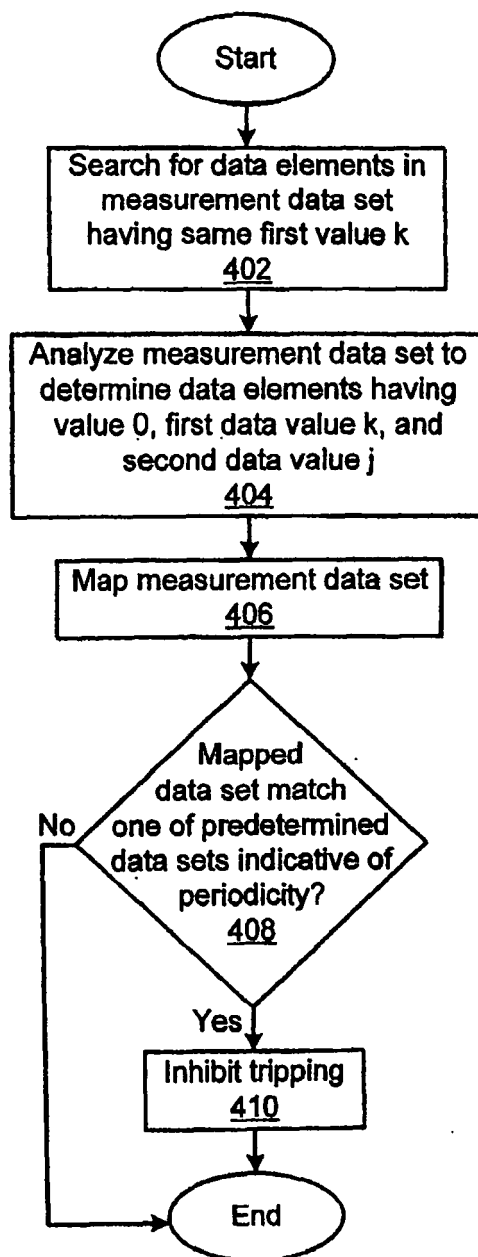 Start
Search for data elements in
measurement data set
having same first value k
402
Analyze measurement data set to
determine data elements having
value 0, first data value k, and
second data value j
404
Map measurement data set
406
Mapped
data set match
one of predetermined
data sets indicative of
periodicity?
408
No
Yes
Inhibit tripping
410
End